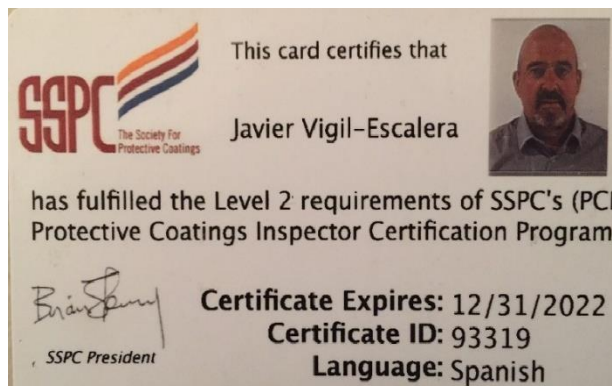 SSPC
The Society For
Protective Coatings
This card certifies that
Javier Vigil-Escalera
has fulfilled the Level 2 requirements of SSPC's (PCI
Protective Coatings Inspector Certification Program
SSPC President
Certificate Expires: 12/31/2022
Certificate ID: 93319
Language: Spanish